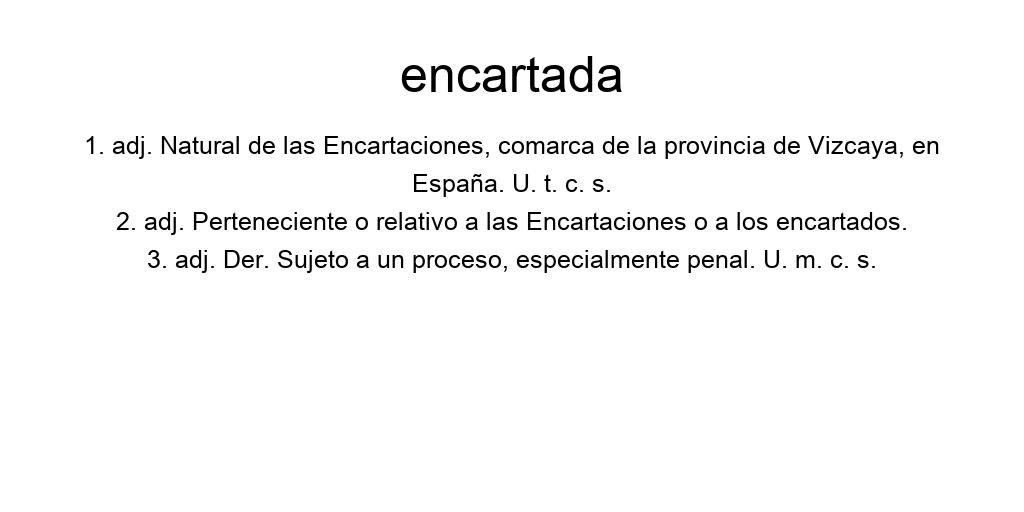 encartada
1. adj. Natural de las Encartaciones, comarca de la provincia de Vizcaya, en
España. U. t. c. s.
2. adj. Perteneciente o relativo a las Encartaciones o a los encartados.
3. adj. Der. Sujeto a un proceso, especialmente penal. U. m. c. s.